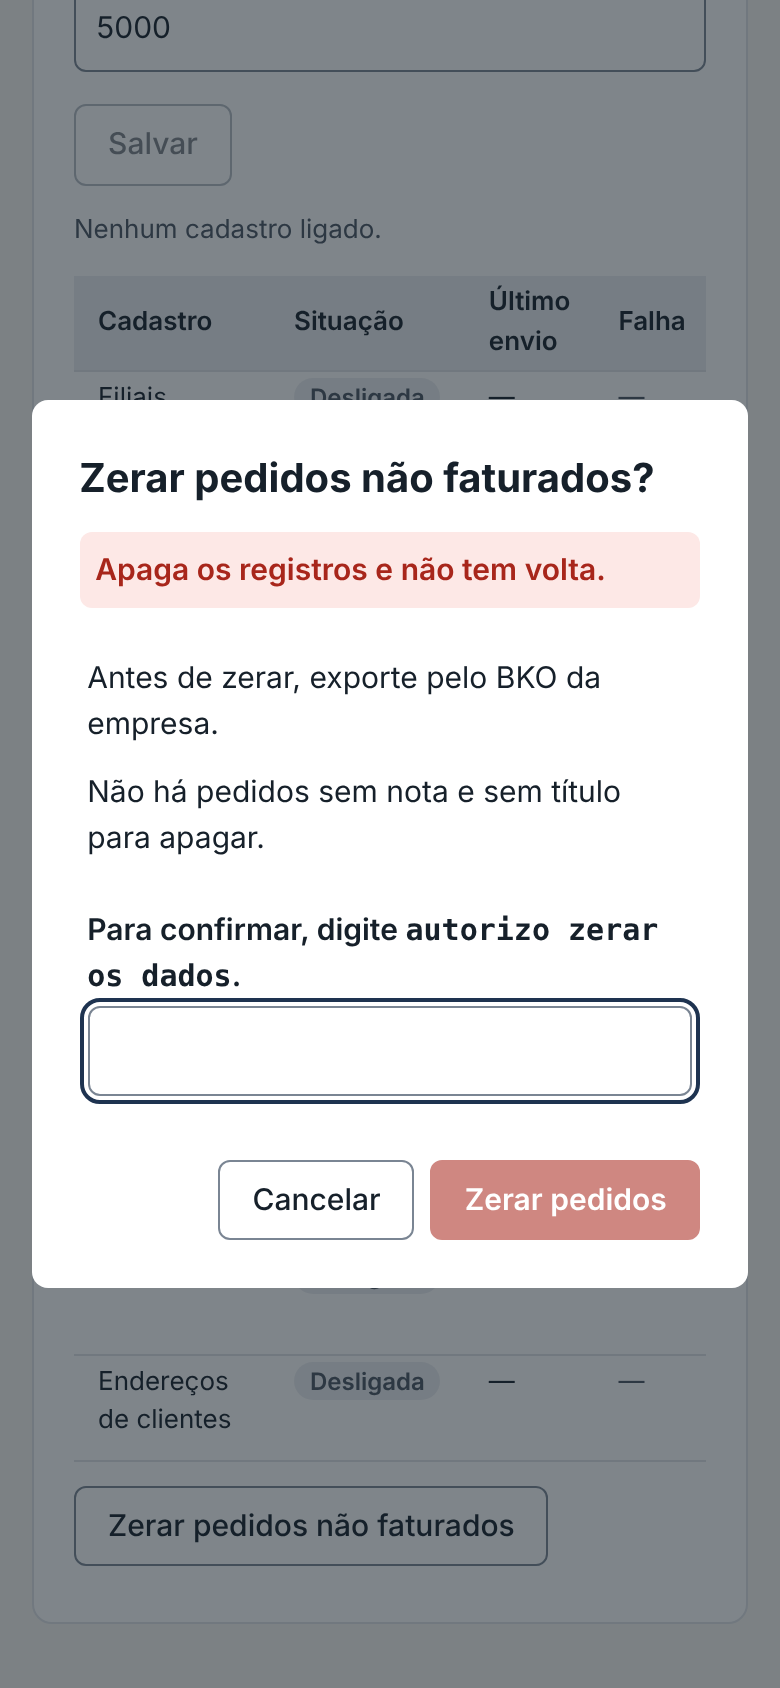 5000
Salvar
Nenhum cadastro ligado.
Cadastro Situação Último envio Falha
Filiais Desligada — —
Zerar pedidos não faturados?
Apaga os registros e não tem volta.
Antes de zerar, exporte pelo BKO da
empresa.
Não há pedidos sem nota e sem título
para apagar.
Para confirmar, digite autorizo zerar
os dados.
Cancelar Zerar pedidos
Endereços Desligada — —
de clientes
Zerar pedidos não faturados